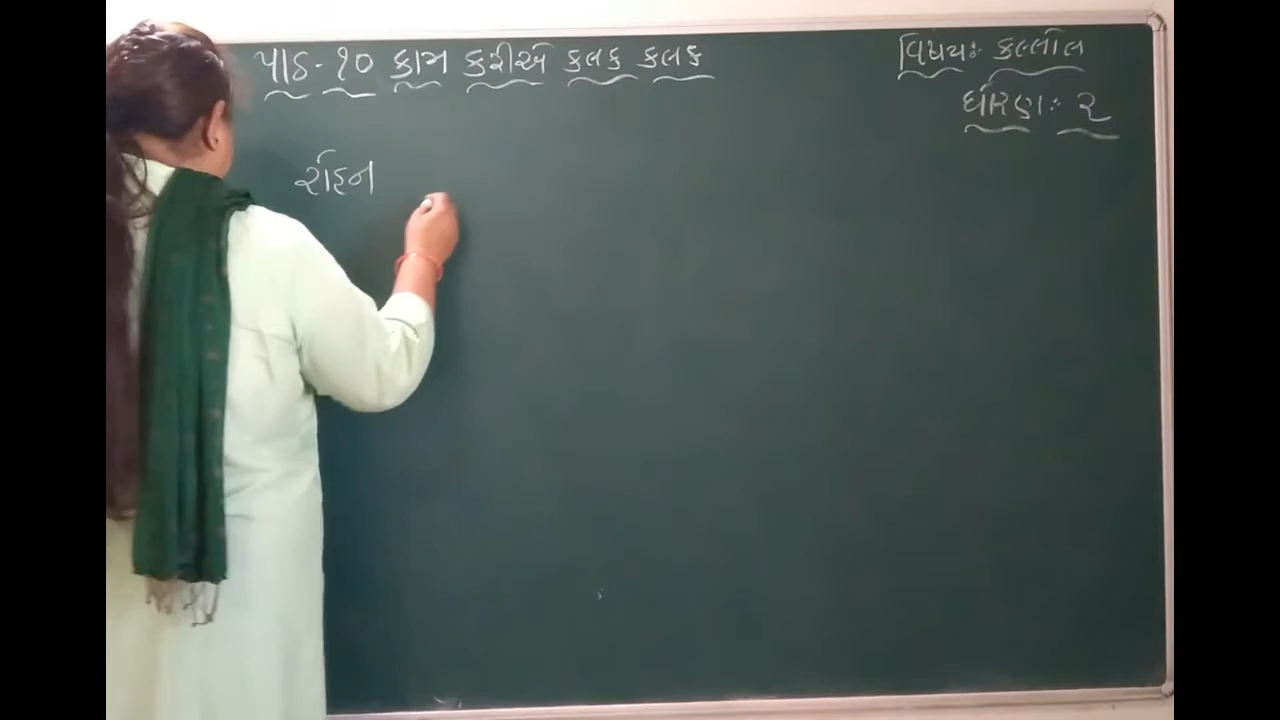 પાઠ - ૧૦ કામ કરીએ કલક કલક
વિષયઃ કલ્લોલ
ધોરણઃ ૨
રોહન